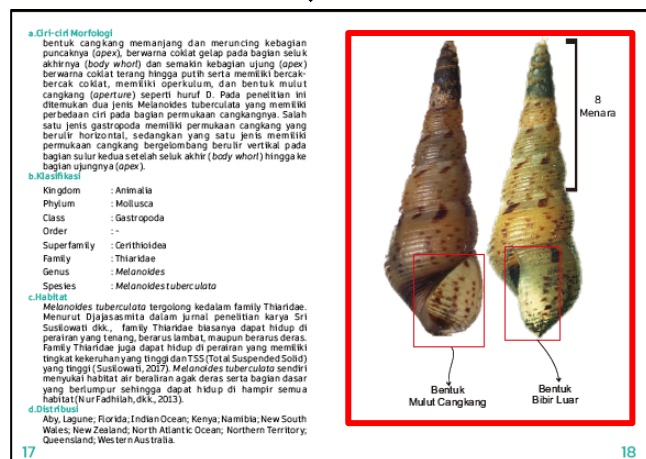 a.Ciri-ciri Morfologi
bentuk cangkang memanjang dan meruncing kebagian
puncaknya (apex), berwarna coklat gelap pada bagian seluk
akhirnya (body whorl) dan semakin kebagian ujung (apex)
berwarna coklat terang hingga putih serta memiliki bercak-
bercak coklat, memiliki operkulum, dan bentuk mulut
cangkang (aperture) seperti huruf D. Pada penelitian ini
ditemukan dua jenis Melanoides tuberculata yang memiliki
perbedaan ciri pada bagian permukaan cangkangnya. Salah
satu jenis gastropoda memiliki permukaan cangkang yang
berulir horizontal, sedangkan yang satu jenis memiliki
permukaan cangkang bergelombang berulir vertikal pada
bagian sulur kedua setelah seluk akhir (body whorl) hingga ke
bagian ujungnya (apex).
b.Klasifikasi
Kingdom : Animalia
Phylum : Mollusca
Class : Gastropoda
Order : -
Superfamily : Cerithioidea
Family : Thiaridae
Genus : Melanoides
Spesies : Melanoides tuberculata
c.Habitat
Melanoides tuberculata tergolong kedalam family Thiaridae.
Menurut Djajasasmita dalam jurnal penelitian karya Sri
Susilowati dkk., family Thiaridae biasanya dapat hidup di
perairan yang tenang, berarus lambat, maupun berarus deras.
Family Thiaridae juga dapat hidup di perairan yang memiliki
tingkat kekeruhan yang tinggi dan TSS (Total Suspended Solid)
yang tinggi (Susilowati, 2017). Melanoides tuberculata sendiri
menyukai habitat air beraliran agak deras serta bagian dasar
yang berlumpur sehingga dapat hidup di hampir semua
habitat (Nur Fadhilah, dkk., 2013).
d.Distribusi
Aby, Lagune; Florida; Indian Ocean; Kenya; Namibia; New South
Wales; New Zealand; North Atlantic Ocean; Northern Territory;
Queensland; Western Australia.
17
8
Menara
Bentuk
Mulut Cangkang
Bentuk
Bibir Luar
18